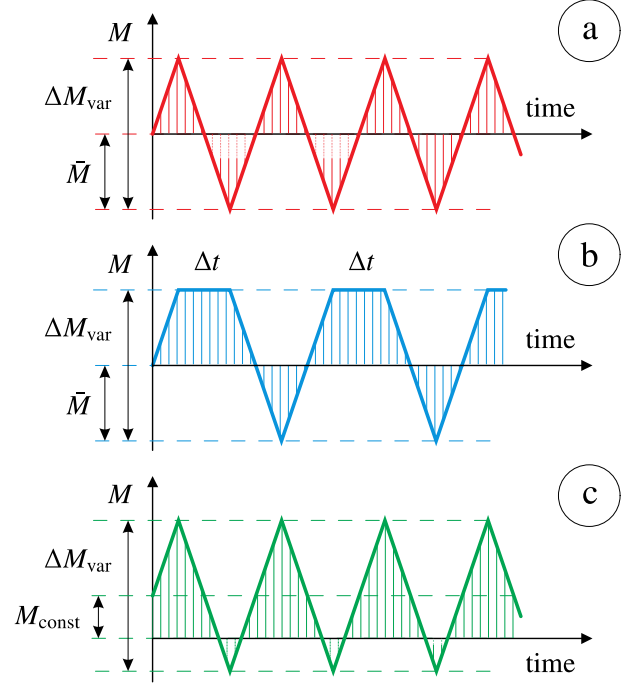 M
a
ΔMvar
time
M̄
M
b
Δt Δt
ΔMvar
time
M̄
M
c
ΔMvar
Mconst
time